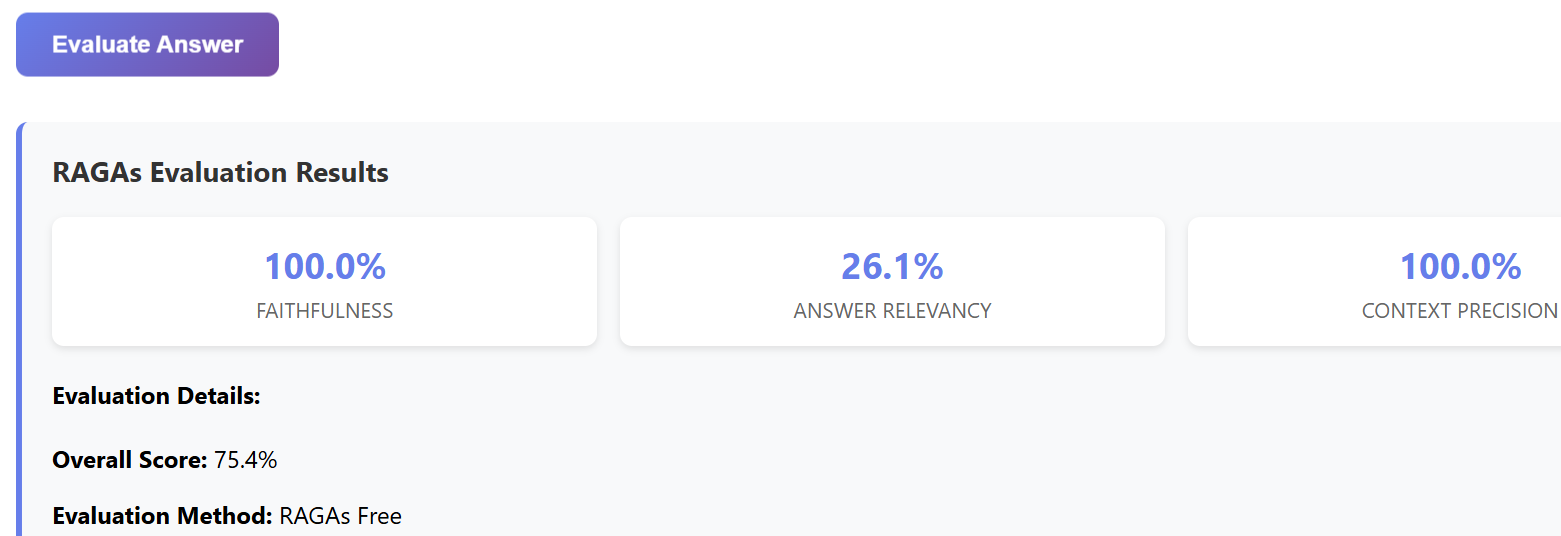 Evaluate Answer
RAGAs Evaluation Results
100.0%
FAITHFULNESS
26.1%
ANSWER RELEVANCY
100.0%
CONTEXT PRECISION
Evaluation Details:
Overall Score: 75.4%
Evaluation Method: RAGAs Free